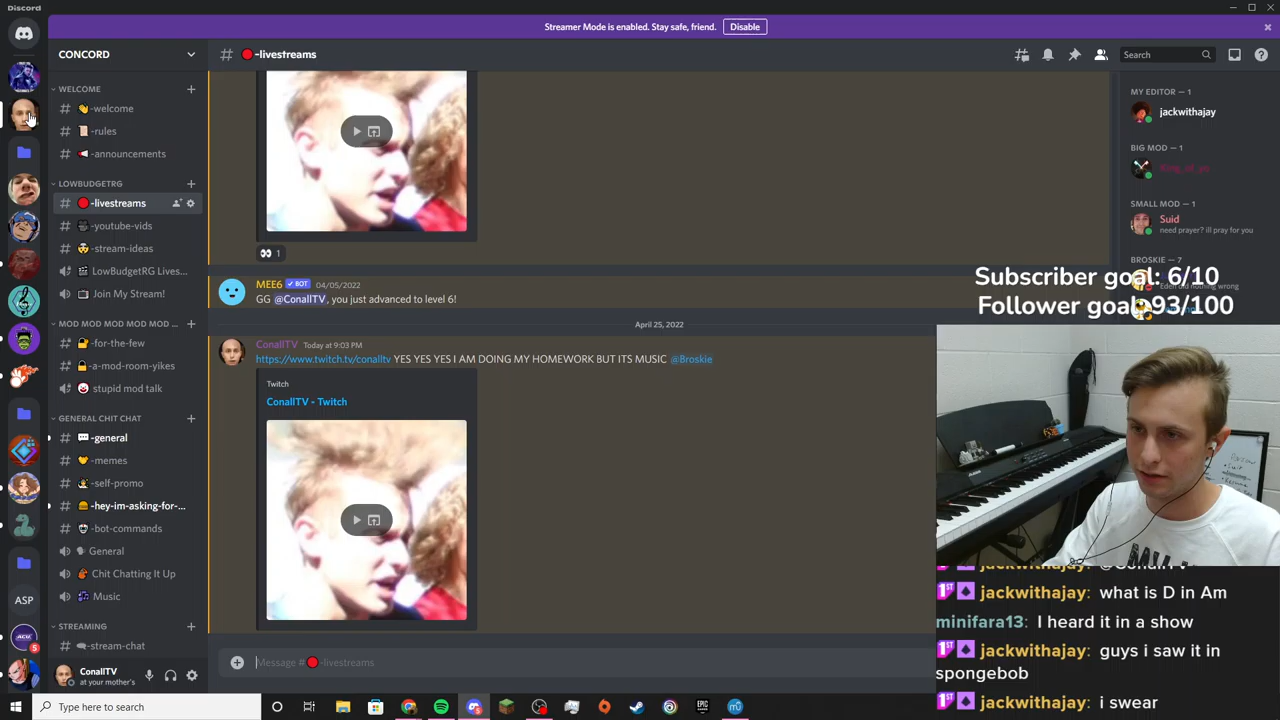 Discord
Streamer Mode is enabled. Stay safe, friend.
Disable
CONCORD
-livestreams
Search
WELCOME
-welcome
-rules
-announcements
LOWBUDGETRG
-livestreams
-youtube-vids
-stream-ideas
LowBudgetRG Lives...
Join My Stream!
MOD MOD MOD MOD ...
-for-the-few
-a-mod-room-yikes
stupid mod talk
GENERAL CHIT CHAT
-general
-memes
-self-promo
-hey-im-asking-for-...
-bot-commands
General
Chit Chatting It Up
Music
STREAMING
-stream-chat
ASP
ACU
5
ConallTV
at your mother's
1
MEE6 BOT 04/05/2022
GG @ConallTV, you just advanced to level 6!
April 25, 2022
ConallTV Today at 9:03 PM
https://www.twitch.tv/conalltv YES YES YES I AM DOING MY HOMEWORK BUT ITS MUSIC @Broskie
Twitch
ConallTV - Twitch
Message # -livestreams
MY EDITOR — 1
jackwithajay
BIG MOD — 1
SMALL MOD — 1
Suid
need prayer? ill pray for you
BROSKIE — 7
Eden did nothing wrong
Subscriber goal: 6/10
Follower goal: 93/100
jackwithajay: what is D in Am
minifara13: I heard it in a show
jackwithajay: guys i saw it in
spongebob
jackwithajay: i swear
Type here to search